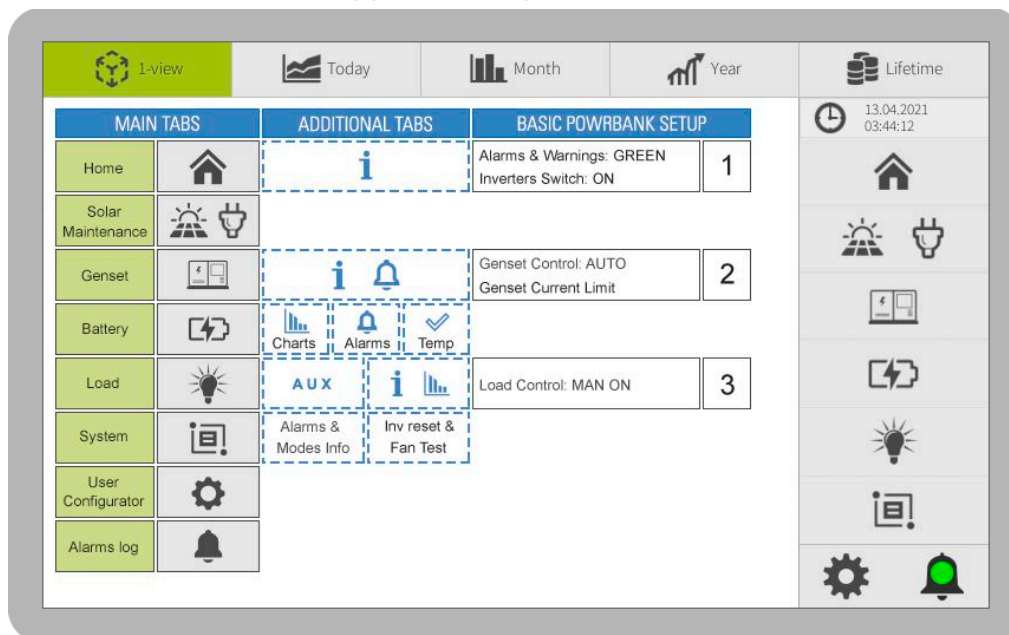 1-view
Today
Month
Year
Lifetime
13.04.2021
03:44:12
MAIN TABS
ADDITIONAL TABS
BASIC POWRBANK SETUP
Home
i
Alarms & Warnings: GREEN
Inverters Switch: ON
1
Solar
Maintenance
Genset
i
Genset Control: AUTO
Genset Current Limit
2
Battery
Charts
Alarms
Temp
Load
AUX
i
Load Control: MAN ON
3
System
Alarms &
Modes Info
Inv reset &
Fan Test
User
Configurator
Alarms log